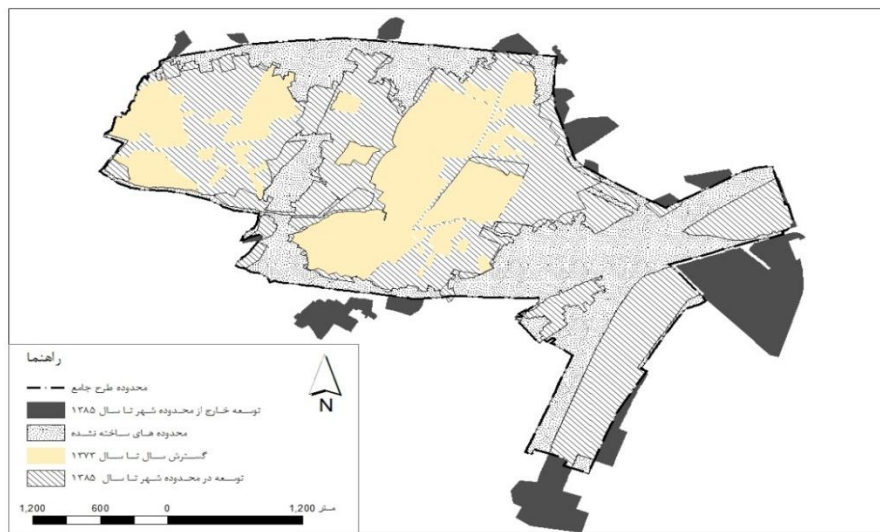 راهنما
محدوده طرح جامع
توسعه خارج از محدوده شهر تا سال ۱۳۸۵
محدوده های ساخته نشده
گسترش سال تا سال ۱۳۷۳
توسعه در محدوده شهر تا سال ۱۳۸۵
N
1,200 600 0 1,200 متر